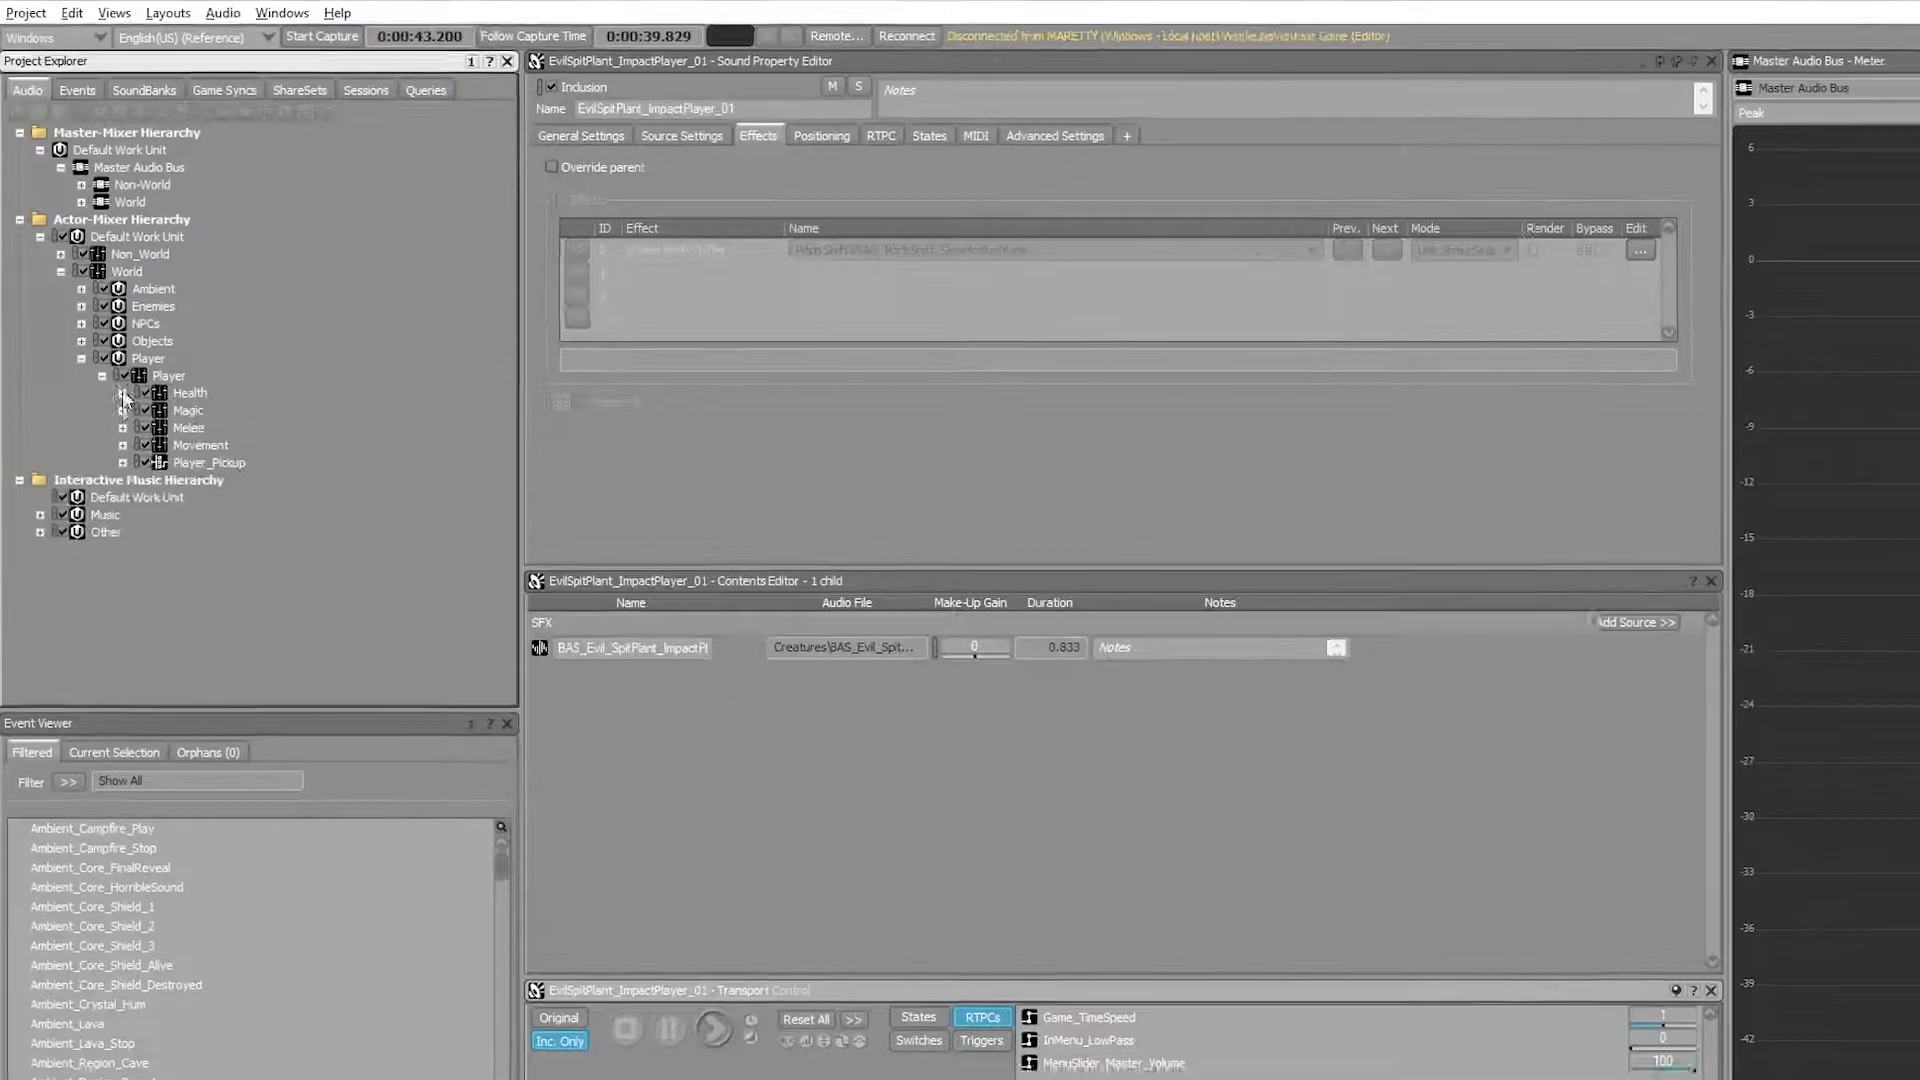 Project Edit Views Layouts Audio Windows Help
Windows English(US) (Reference) Start Capture 0:00:43.200 Follow Capture Time 0:00:39.829 Remote... Reconnect Disconnected from MARETTY (Windows - Local host)
Project Explorer
Audio Events SoundBanks Game Syncs ShareSets Sessions Queries
Master-Mixer Hierarchy
Default Work Unit
Master Audio Bus
Non-World
World
Actor-Mixer Hierarchy
Default Work Unit
Non_World
World
Ambient
Enemies
NPCs
Objects
Player
Player
Health
Magic
Melee
Movement
Player_Pickup
Interactive Music Hierarchy
Default Work Unit
Music
Other
Event Viewer
Filtered Current Selection Orphans (0)
Filter >> Show All
Ambient_Campfire_Play
Ambient_Campfire_Stop
Ambient_Core_FinalReveal
Ambient_Core_HorribleSound
Ambient_Core_Shield_1
Ambient_Core_Shield_2
Ambient_Core_Shield_3
Ambient_Core_Shield_Alive
Ambient_Core_Shield_Destroyed
Ambient_Crystal_Hum
Ambient_Lava
Ambient_Lava_Stop
Ambient_Region_Cave
EvilSpitPlant_ImpactPlayer_01 - Sound Property Editor
Inclusion M S Notes
Name EvilSpitPlant_ImpactPlayer_01
General Settings Source Settings Effects Positioning RTPC States MIDI Advanced Settings +
Override parent
Effects
ID Effect Name Prev. Next Mode Render Bypass Edit
...
EvilSpitPlant_ImpactPlayer_01 - Contents Editor - 1 child
Name Audio File Make-Up Gain Duration Notes
SFX Add Source >>
BAS_Evil_SpitPlant_ImpactPl Creatures\BAS_Evil_Spit... 0 0.833 Notes
EvilSpitPlant_ImpactPlayer_01 - Transport Control
Original Reset All >> States RTPCs Game_TimeSpeed 1
Inc. Only Switches Triggers InMenu_LowPass 0
MenuSlider_Master_Volume 100
Master Audio Bus - Meter
Master Audio Bus
Peak
6
3
0
-3
-6
-9
-12
-15
-18
-21
-24
-27
-30
-33
-36
-39
-42